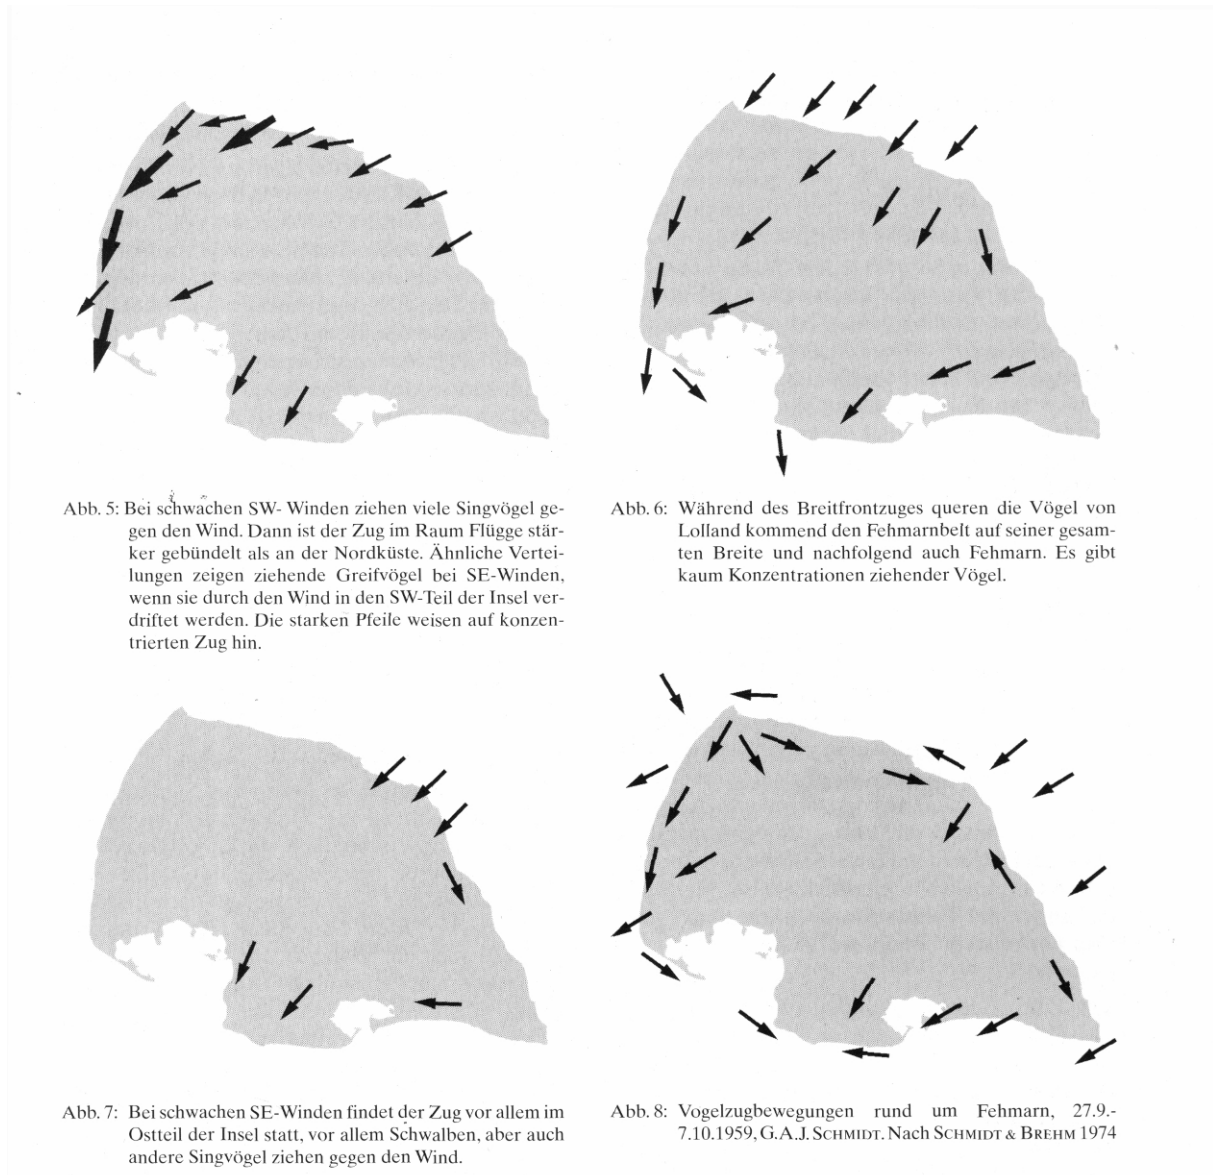 Abb. 5: Bei schwachen SW- Winden ziehen viele Singvögel ge-
gen den Wind. Dann ist der Zug im Raum Flügge stär-
ker gebündelt als an der Nordküste. Ähnliche Vertei-
lungen zeigen ziehende Greifvögel bei SE-Winden,
wenn sie durch den Wind in den SW-Teil der Insel ver-
driftet werden. Die starken Pfeile weisen auf konzen-
trierten Zug hin.
Abb. 6: Während des Breitfrontzuges queren die Vögel von
Lolland kommend den Fehmarnbelt auf seiner gesam-
ten Breite und nachfolgend auch Fehmarn. Es gibt
kaum Konzentrationen ziehender Vögel.
Abb. 7: Bei schwachen SE-Winden findet der Zug vor allem im
Ostteil der Insel statt, vor allem Schwalben, aber auch
andere Singvögel ziehen gegen den Wind.
Abb. 8: Vogelzugbewegungen rund um Fehmarn, 27.9.-
7.10.1959, G.A.J. SCHMIDT. Nach SCHMIDT & BREHM 1974